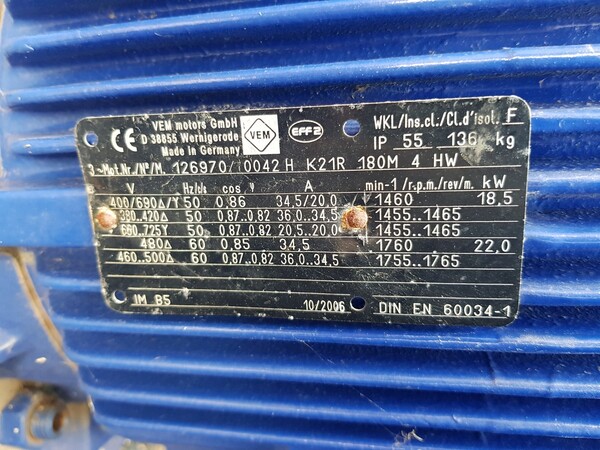 VEM motors GmbH
D 38855 Wernigerode
Made in Germany
CE
VEM
EFF2
WKL/Ins.cl./Cl.d'isol. F
IP 55 136 kg
3~Mot.Nr./N°/M. 126970/ 0042 H K21R 180M 4 HW
V Hz/c/s cos φ A min-1 /r.p.m./rev/m. kW
400/690Δ/Y 50 0,86 34,5/20,0 1460 18,5
380..420Δ 50 0,87..0,82 36,0..34,5 1455..1465
660..725Y 50 0,87..0,82 20,5..20,0 1455..1465
480Δ 60 0,85 34,5 1760 22,0
460..500Δ 60 0,87..0,82 36,0..34,5 1755..1765
IM B5 10/2006 DIN EN 60034-1